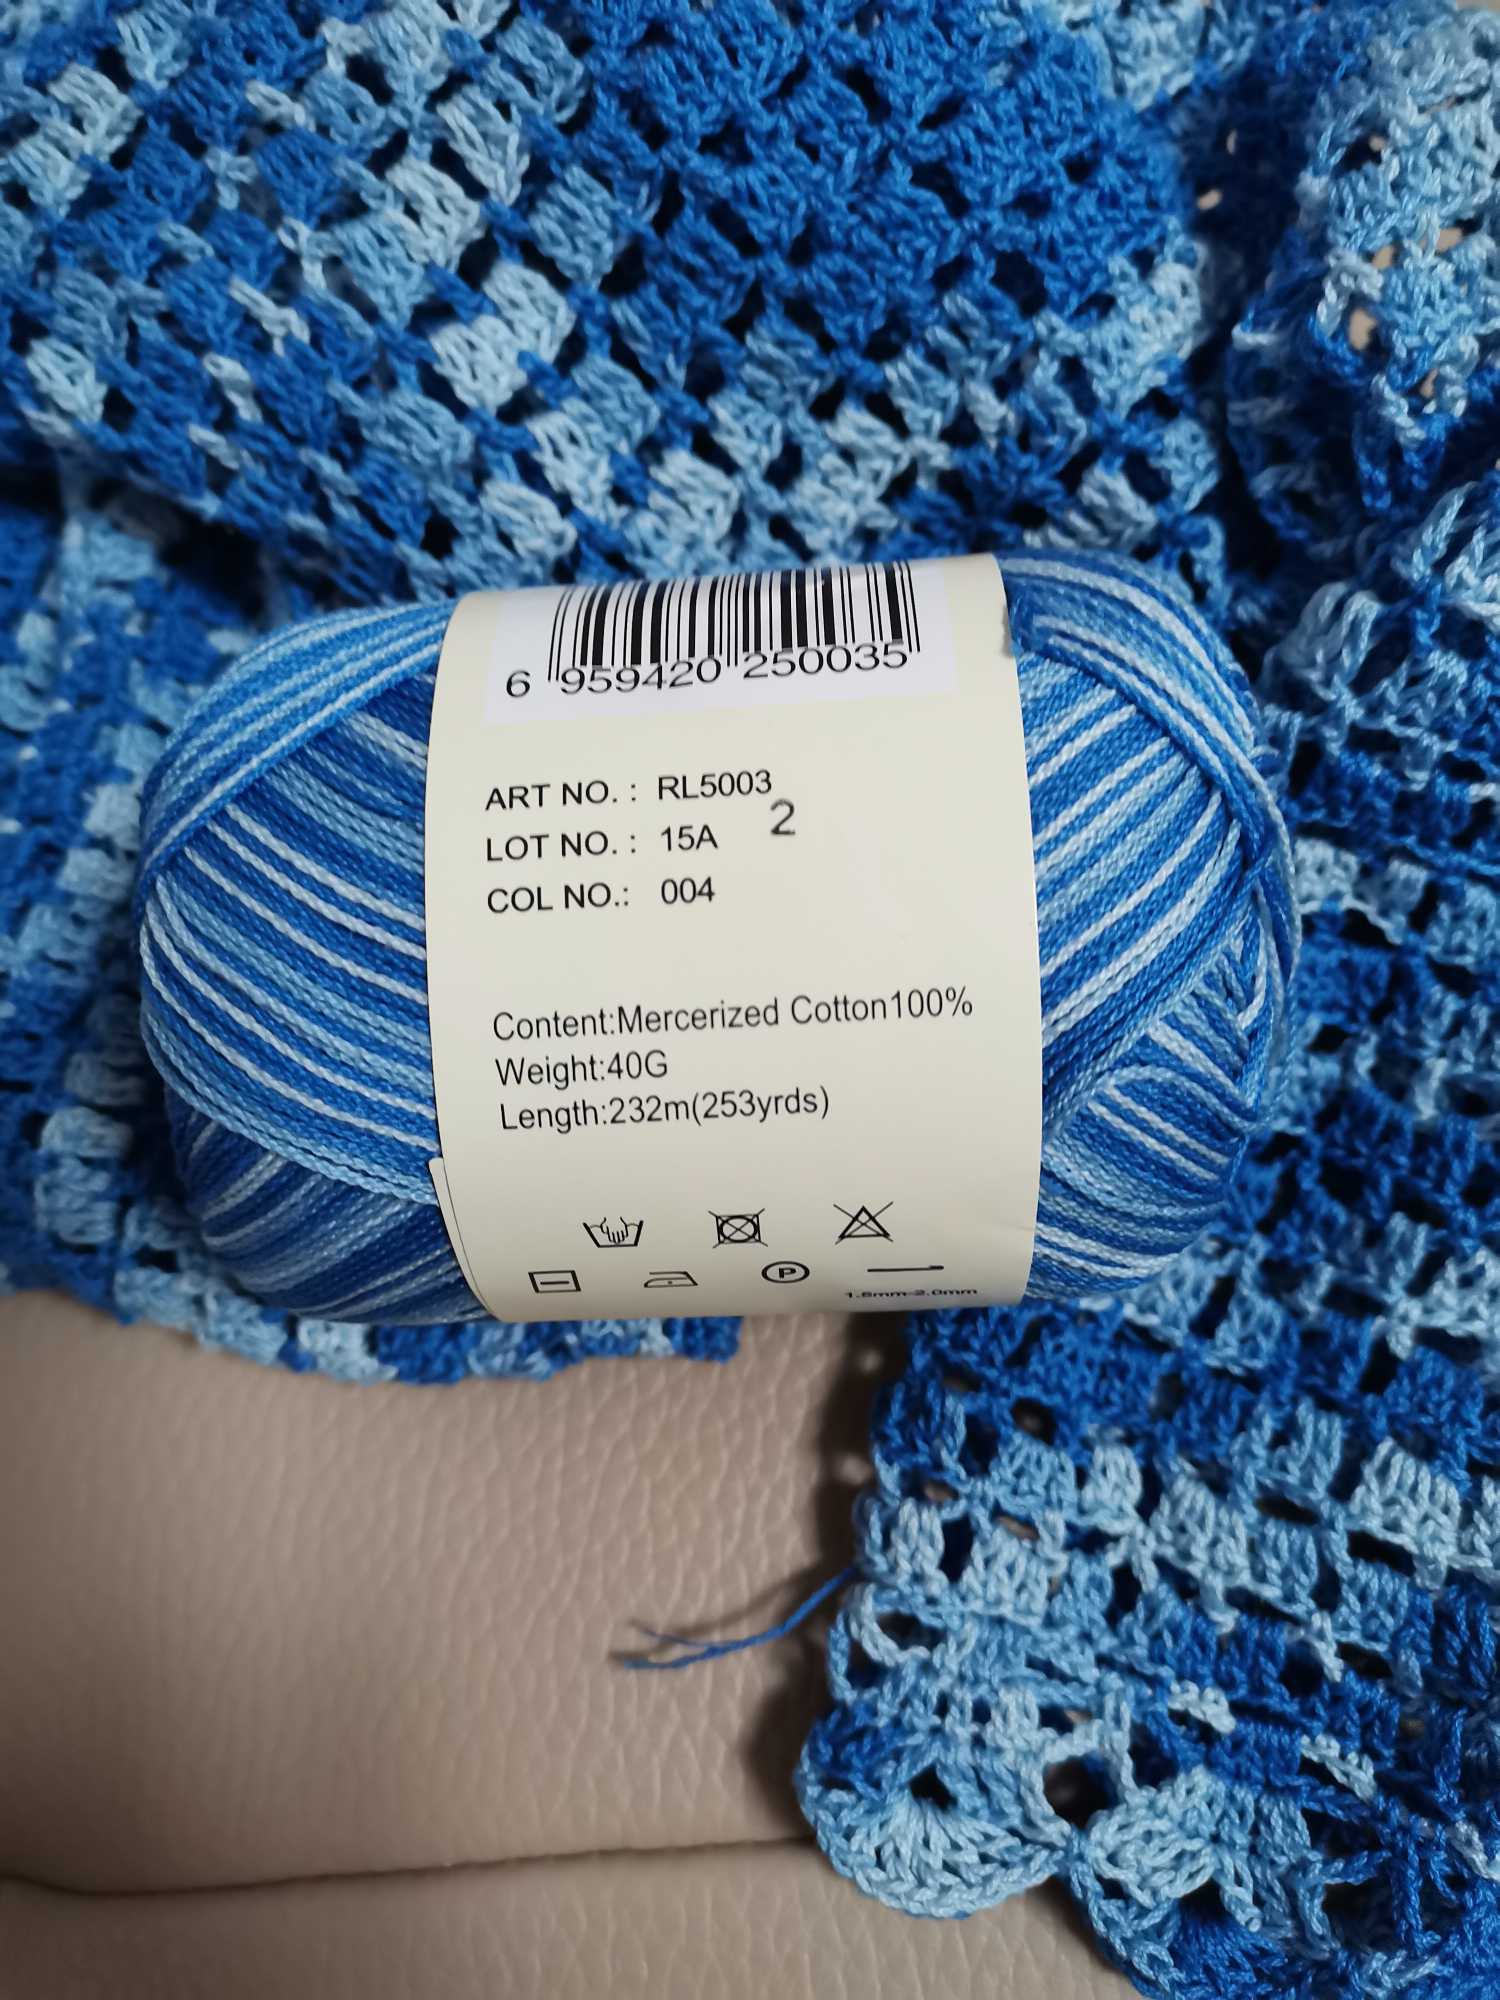 6 959420 250035
ART NO. : RL5003
2
LOT NO. : 15A
COL NO.: 004
Content:Mercerized Cotton100%
Weight:40G
Length:232m(253yrds)
P